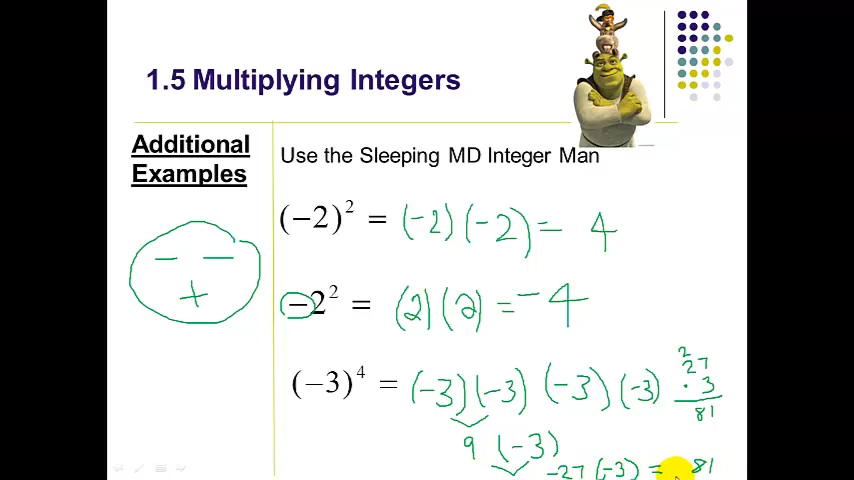 1.5 Multiplying Integers
Additional
Examples
Use the Sleeping MD Integer Man
(−2)² = (-2)(-2) = 4
− −
+
−2² = (2)(2) = -4
(−3)⁴ = (-3)(-3)(-3)(-3)
2
27
· 3
81
9 (-3)
-27 (-3) = 81